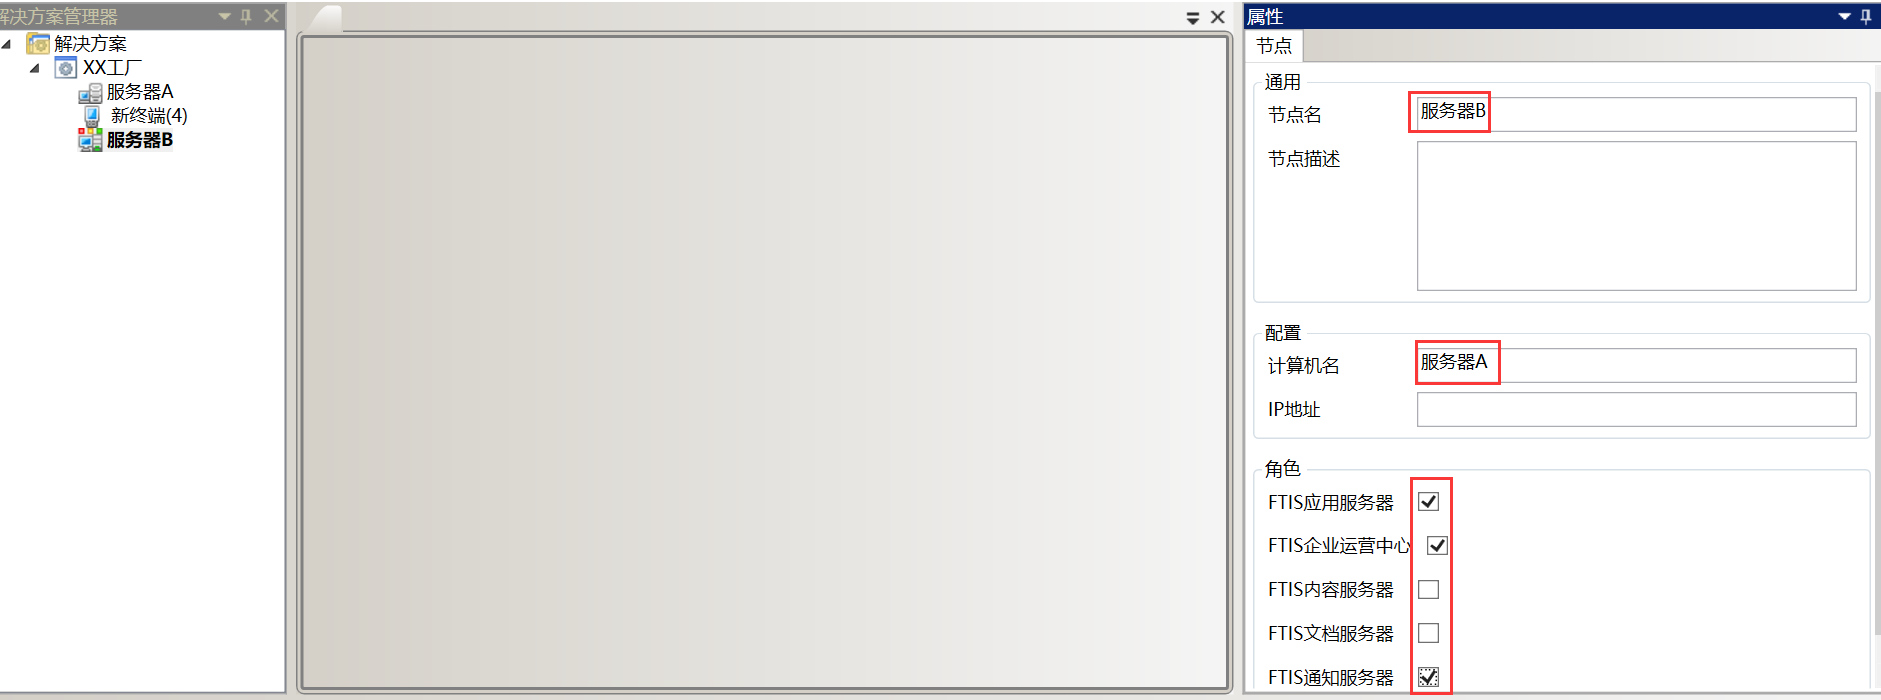 解决方案管理器
解决方案
XX工厂
服务器A
新终端(4)
服务器B
属性
节点
通用
节点名
服务器B
节点描述
配置
计算机名
服务器A
IP地址
角色
FTIS应用服务器
FTIS企业运营中心
FTIS内容服务器
FTIS文档服务器
FTIS通知服务器